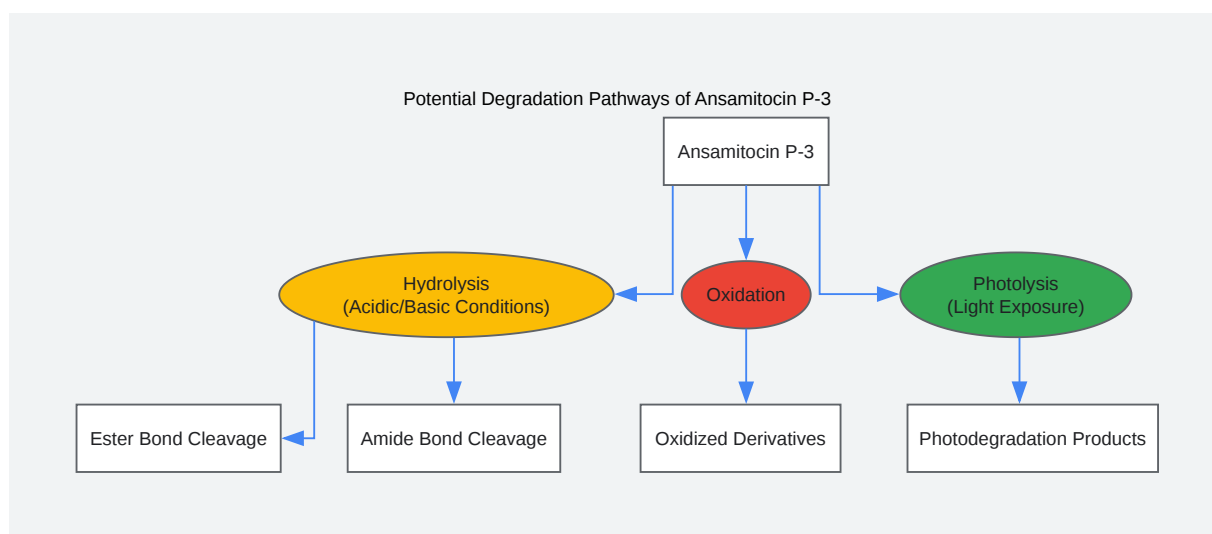 Potential Degradation Pathways of Ansamitocin P-3
Ansamitocin P-3
Hydrolysis
(Acidic/Basic Conditions)
Oxidation
Photolysis
(Light Exposure)
Ester Bond Cleavage
Amide Bond Cleavage
Oxidized Derivatives
Photodegradation Products